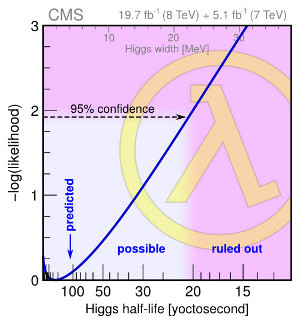 CMS 19.7 fb⁻¹ (8 TeV) + 5.1 fb⁻¹ (7 TeV)
10 20 30
Higgs width [MeV]
3
2
1
0
–log(likelihood)
95% confidence
predicted
possible ruled out
100 50 30 20 15
Higgs half-life [yoctosecond]
λ